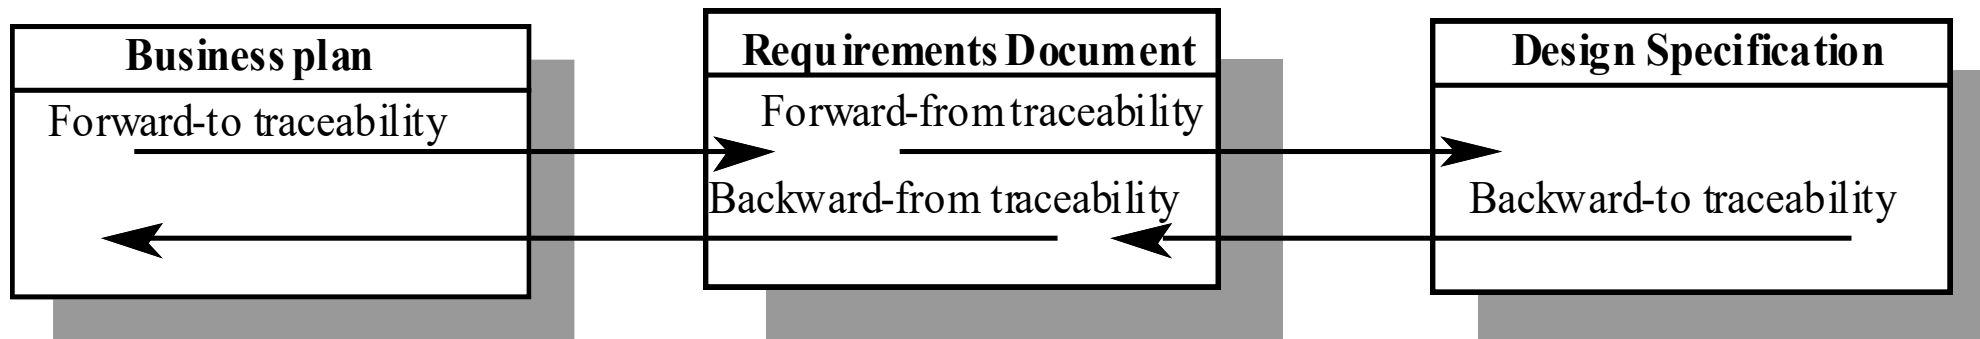 Business plan
Forward-to traceability
Requirements Document
Forward-from traceability
Backward-from traceability
Design Specification
Backward-to traceability